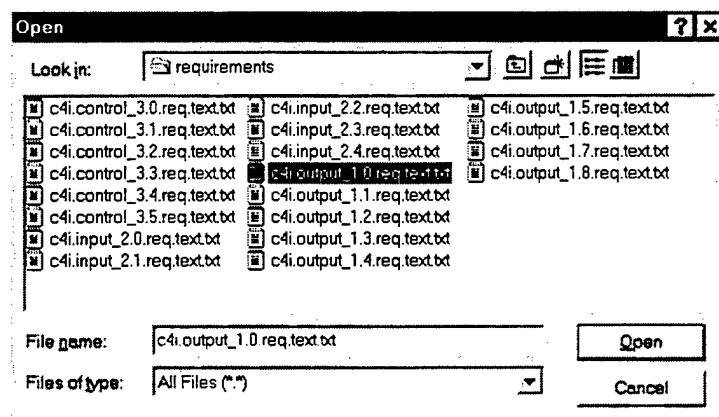 Open
Look in: requirements
c4i.control_3.0.req.text.txt c4i.input_2.2.req.text.txt c4i.output_1.5.req.text.txt
c4i.control_3.1.req.text.txt c4i.input_2.3.req.text.txt c4i.output_1.6.req.text.txt
c4i.control_3.2.req.text.txt c4i.input_2.4.req.text.txt c4i.output_1.7.req.text.txt
c4i.control_3.3.req.text.txt c4i.output_1.0.req.text.txt c4i.output_1.8.req.text.txt
c4i.control_3.4.req.text.txt c4i.output_1.1.req.text.txt
c4i.control_3.5.req.text.txt c4i.output_1.2.req.text.txt
c4i.input_2.0.req.text.txt c4i.output_1.3.req.text.txt
c4i.input_2.1.req.text.txt c4i.output_1.4.req.text.txt
File name: c4i.output_1.0.req.text.txt Open
Files of type: All Files (*.*) Cancel